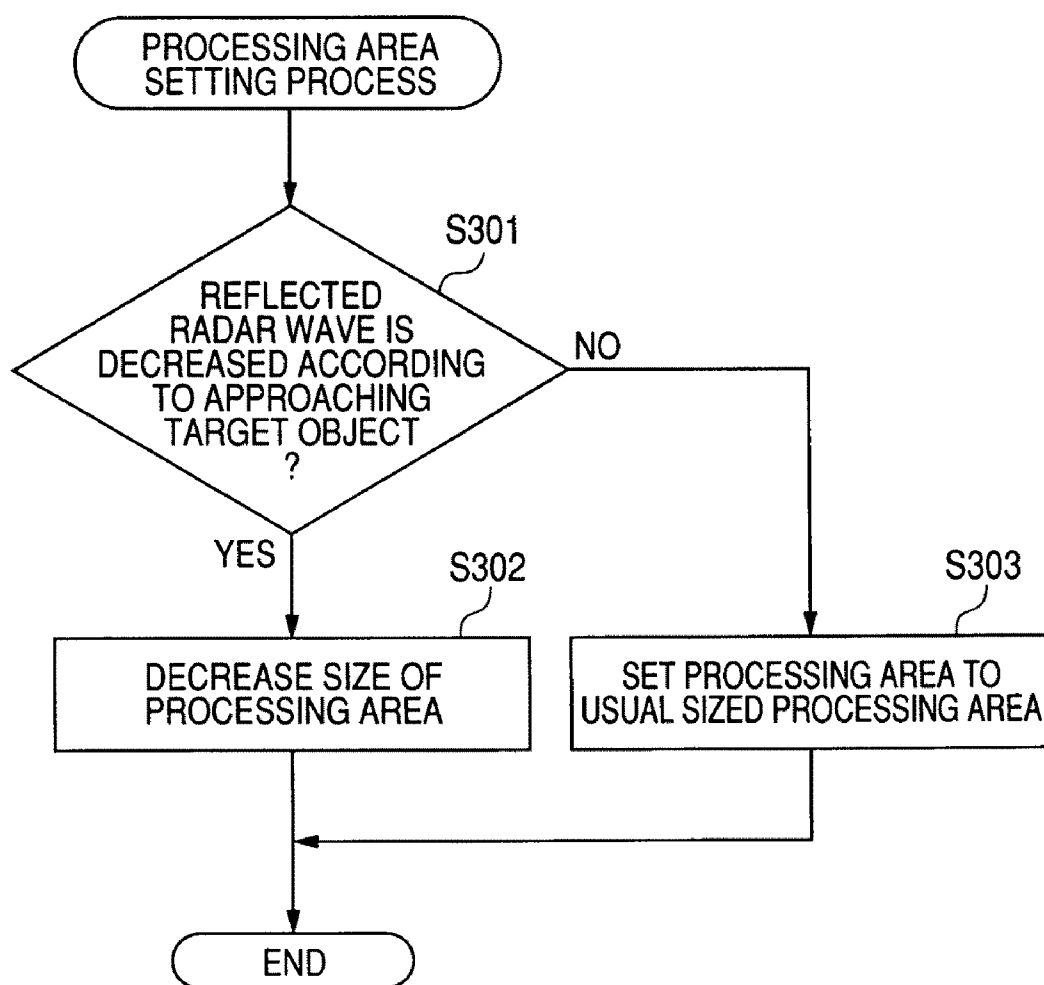 PROCESSING AREA
SETTING PROCESS
S301
REFLECTED
RADAR WAVE IS
DECREASED ACCORDING
TO APPROACHING
TARGET OBJECT
?
NO
YES
S302
S303
DECREASE SIZE OF
PROCESSING AREA
SET PROCESSING AREA TO
USUAL SIZED PROCESSING AREA
END